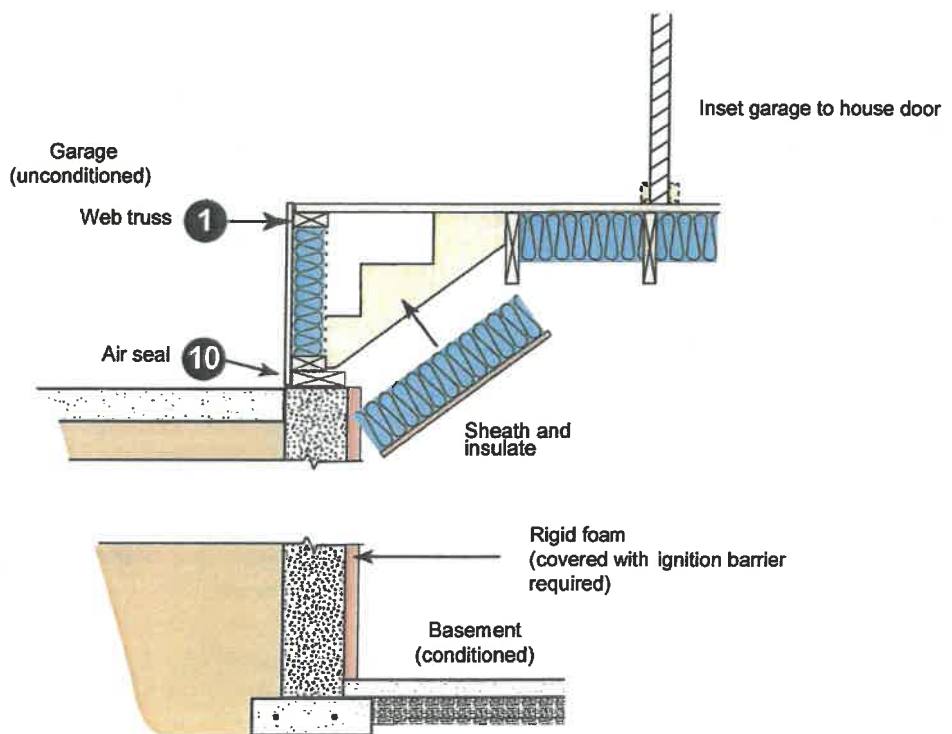 Inset garage to house door
Garage
(unconditioned)
Web truss 1
Air seal 10
Sheath and
insulate
Rigid foam
(covered with ignition barrier
required)
Basement
(conditioned)